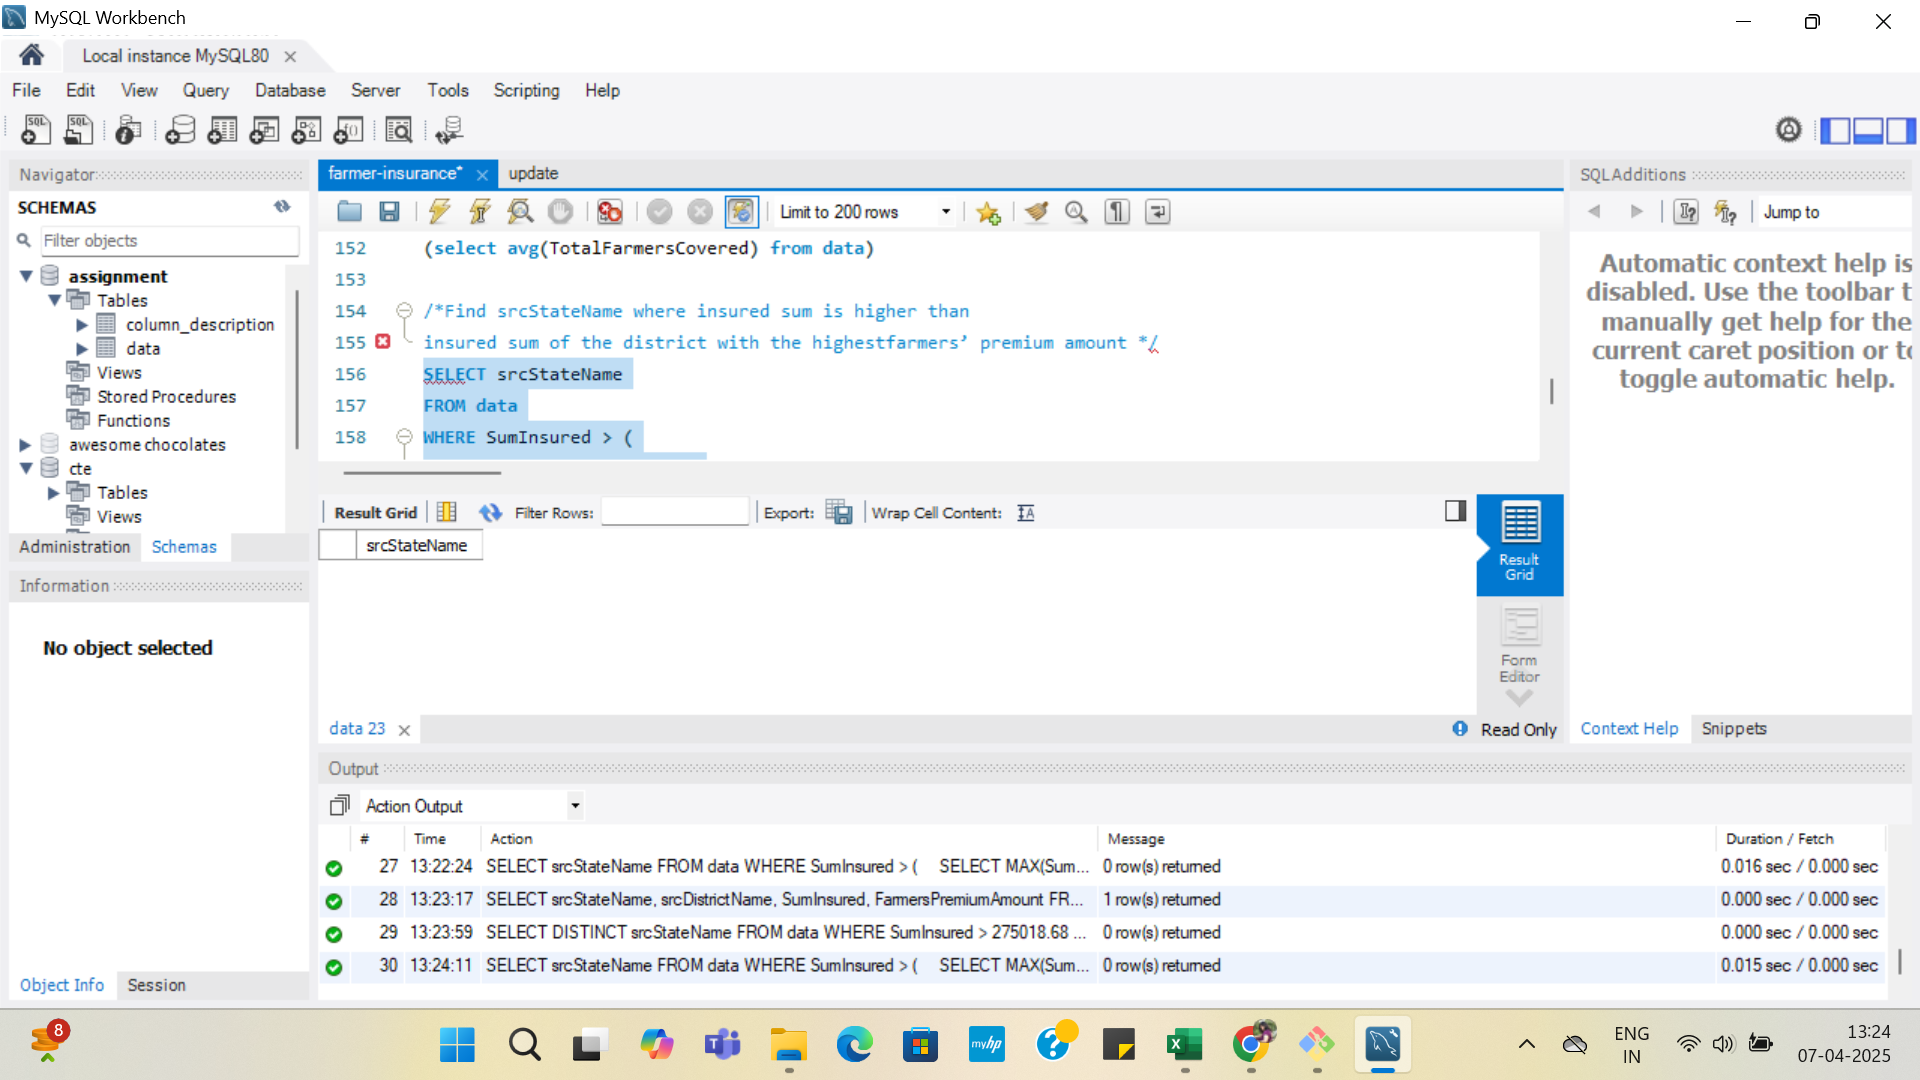 MySQL Workbench
Local instance MySQL80
File Edit View Query Database Server Tools Scripting Help
SQL SQL
Navigator
SCHEMAS
Filter objects
assignment
Tables
column_description
data
Views
Stored Procedures
Functions
awesome chocolates
cte
Tables
Views
Administration Schemas
Information
No object selected
Object Info Session
farmer-insurance* update
Limit to 200 rows
152 (select avg(TotalFarmersCovered) from data)
153
154 /*Find srcStateName where insured sum is higher than
155 insured sum of the district with the highestfarmers’ premium amount */
156 SELECT srcStateName
157 FROM data
158 WHERE SumInsured > (
Result Grid Filter Rows: Export: Wrap Cell Content: IA
srcStateName
Result
Grid
Form
Editor
data 23
Read Only
SQLAdditions
Jump to
Automatic context help is
disabled. Use the toolbar t
manually get help for the
current caret position or to
toggle automatic help.
Context Help Snippets
Output
Action Output
# Time Action Message Duration / Fetch
27 13:22:24 SELECT srcStateName FROM data WHERE SumInsured > ( SELECT MAX(Sum... 0 row(s) returned 0.016 sec / 0.000 sec
28 13:23:17 SELECT srcStateName, srcDistrictName, SumInsured, FarmersPremiumAmount FR... 1 row(s) returned 0.000 sec / 0.000 sec
29 13:23:59 SELECT DISTINCT srcStateName FROM data WHERE SumInsured > 275018.68 ... 0 row(s) returned 0.000 sec / 0.000 sec
30 13:24:11 SELECT srcStateName FROM data WHERE SumInsured > ( SELECT MAX(Sum... 0 row(s) returned 0.015 sec / 0.000 sec
8
myhp
ENG
IN
13:24
07-04-2025